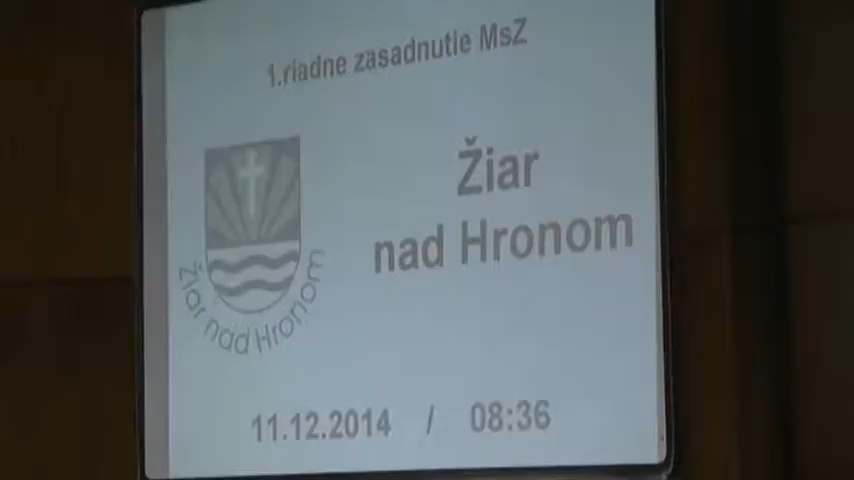 1.riadne zasadnutie MsZ
Žiar
nad Hronom
Žiar nad Hronom
11.12.2014 / 08:36